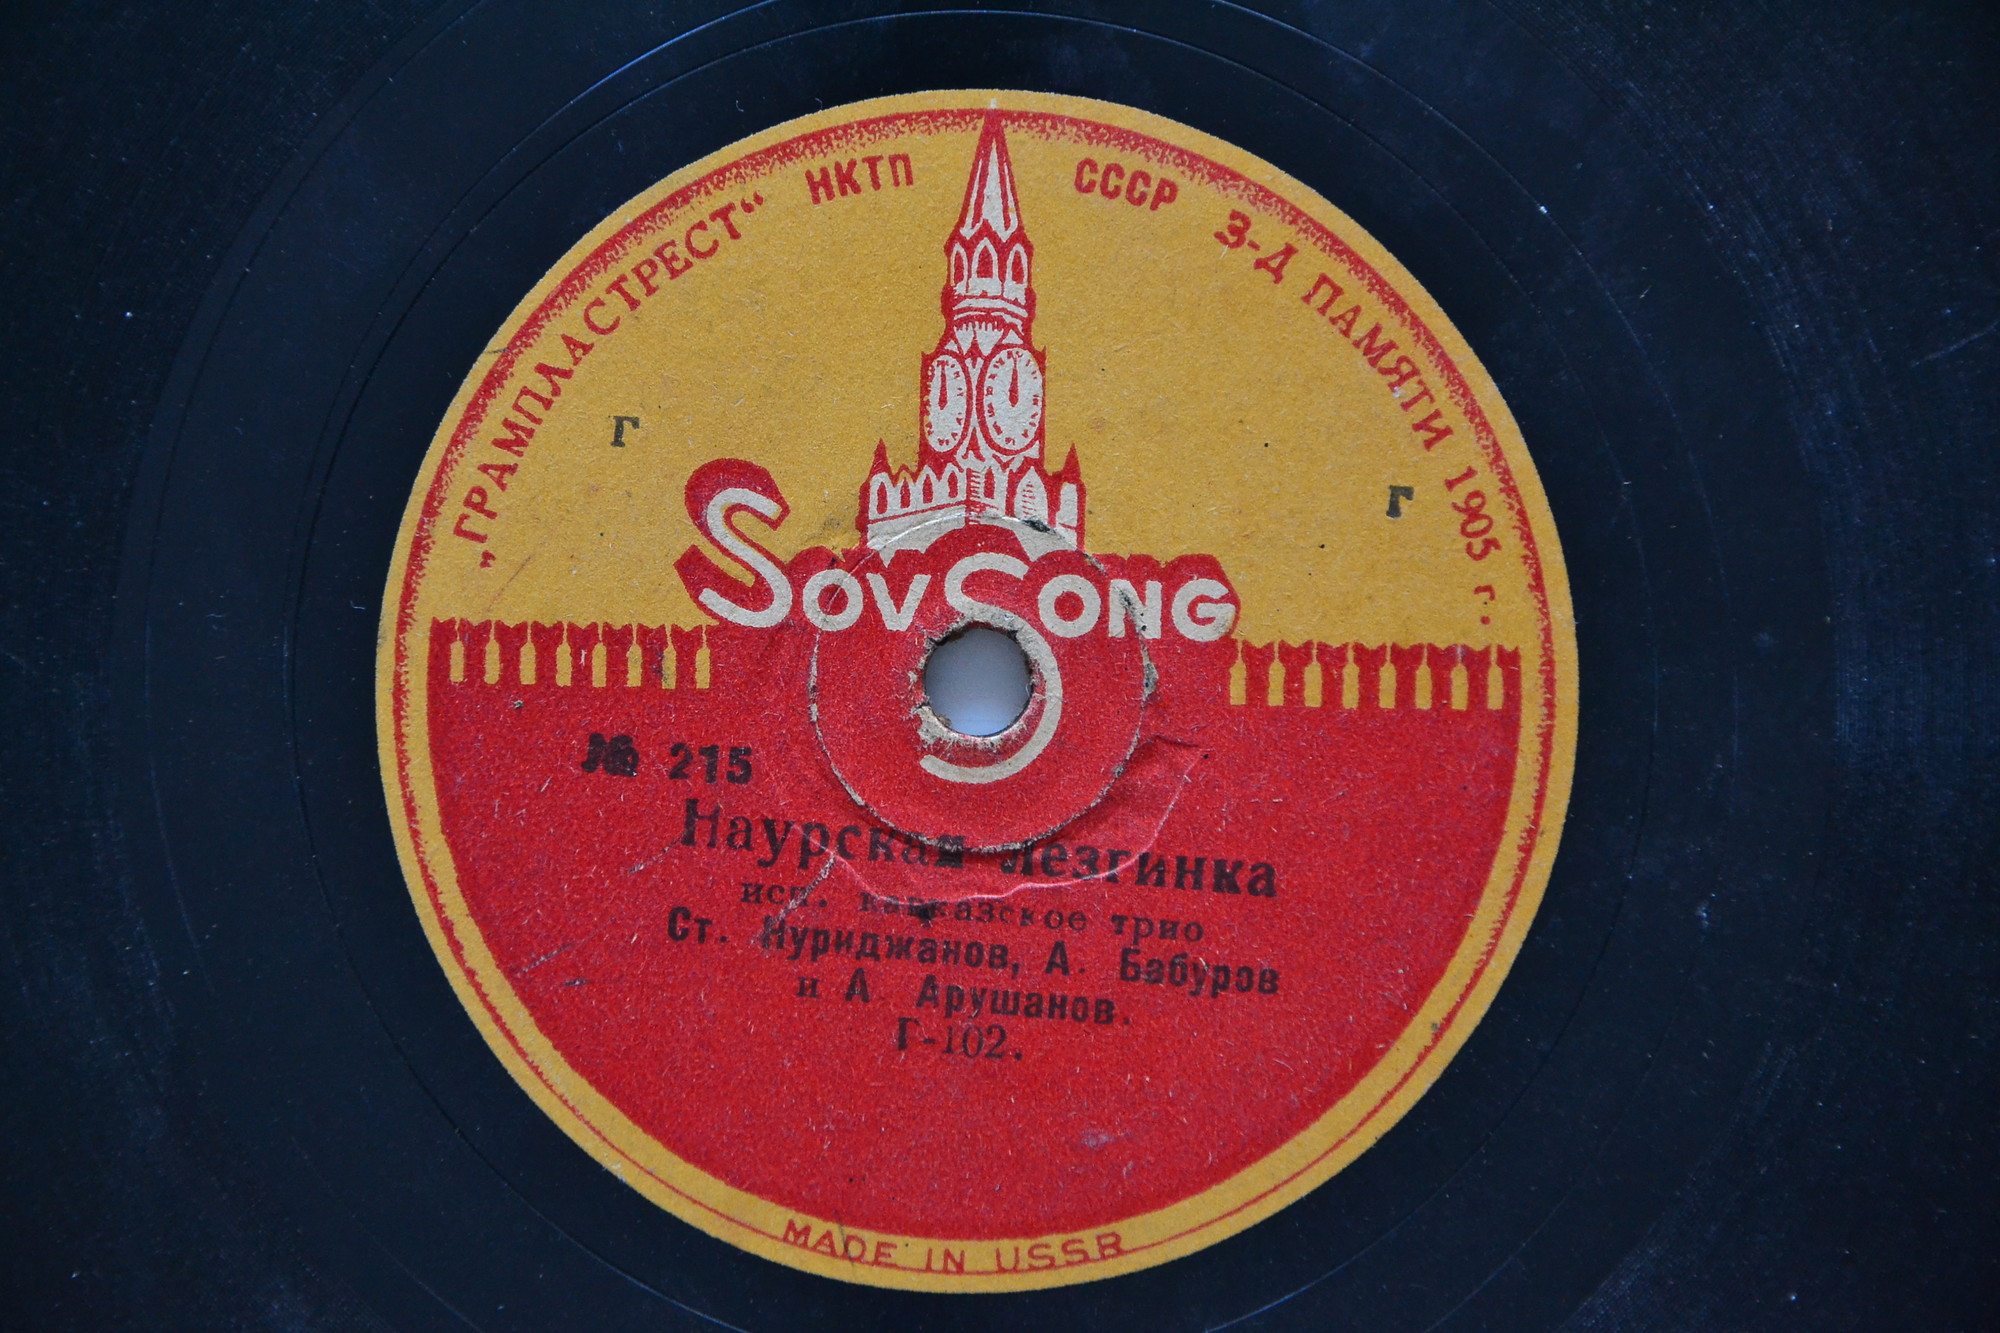 „ГРАМПЛАСТРЕСТ“ НКТП СССР З-Д ПАМЯТИ 1905 г.
Г
Г
SOVSONG
№ 215
Наурская лезгинка
исп. кавказское трио
Ст. Нуриджанов, А. Бабуров
и А Арушанов.
Г-102.
MADE IN USSR